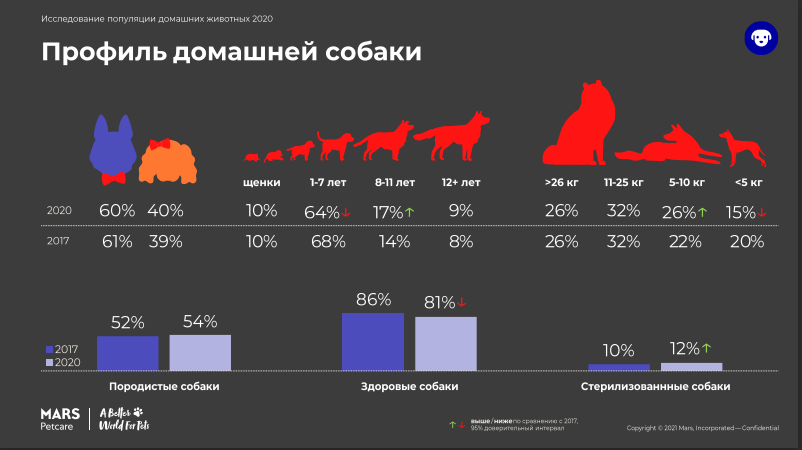 Исследование популяции домашних животных 2020
Профиль домашней собаки
щенки 1-7 лет 8-11 лет 12+ лет >26 кг 11-25 кг 5-10 кг <5 кг
2020 60% 40% 10% 64%↓ 17%↑ 9% 26% 32% 26%↑ 15%↓
2017 61% 39% 10% 68% 14% 8% 26% 32% 22% 20%
52% 54% 86% 81%↓ 10% 12%↑
2017
2020
Породистые собаки Здоровые собаки Стерилизованнные собаки
MARS
Petcare
A Better
World For Pets
↑ ↓ выше/ниже по сравнению с 2017,
95% доверительный интервал
Copyright © 2021 Mars, Incorporated — Confidential